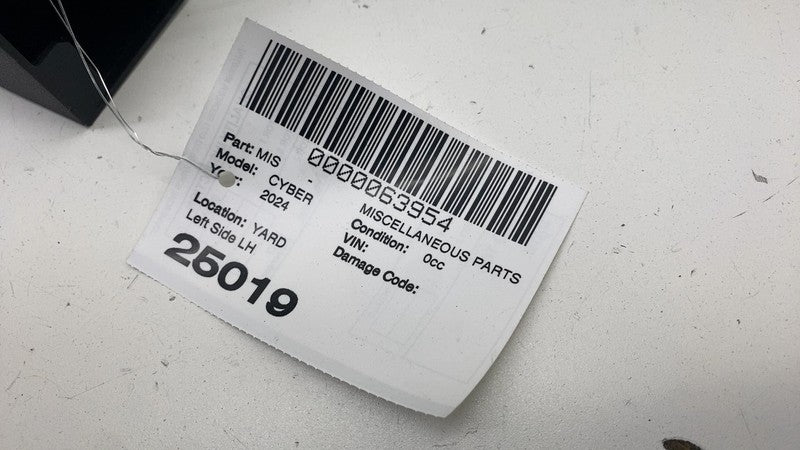 0000063954
Part: MIS - MISCELLANEOUS PARTS
Model: CYBER Condition: 0cc
Year: 2024 VIN:
Damage Code:
Location: YARD
Left Side LH
25019